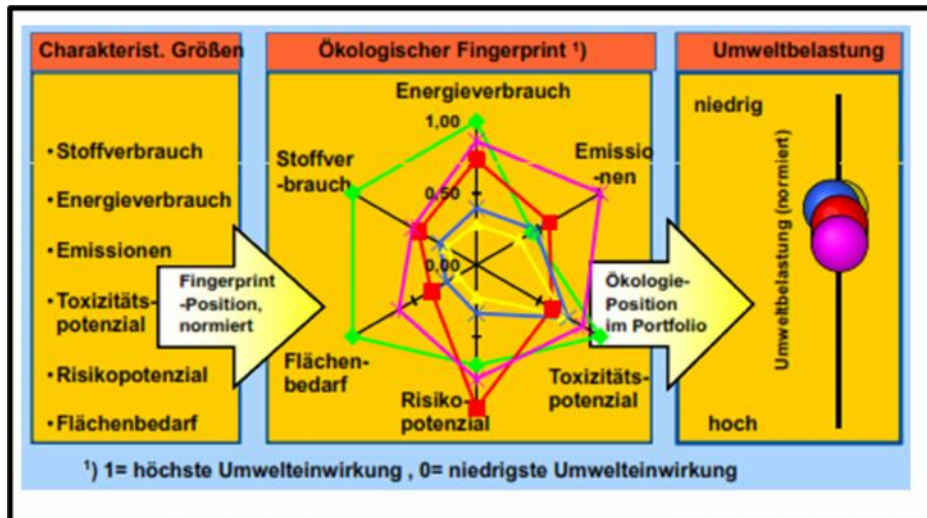 Charakterist. Größen
Ökologischer Fingerprint ¹)
Umweltbelastung
•Stoffverbrauch
•Energieverbrauch
•Emissionen
•Toxizitäts-
potenzial
•Risikopotenzial
•Flächenbedarf
Fingerprint
-Position,
normiert
Energieverbrauch
1,00
0,50
0,00
Emissio
-nen
Stoffver
-brauch
Flächen-
bedarf
Risiko-
potenzial
Toxizitäts-
potenzial
Ökologie-
Position
im Portfolio
niedrig
Umweltbelastung (normiert)
hoch
¹) 1= höchste Umwelteinwirkung , 0= niedrigste Umwelteinwirkung